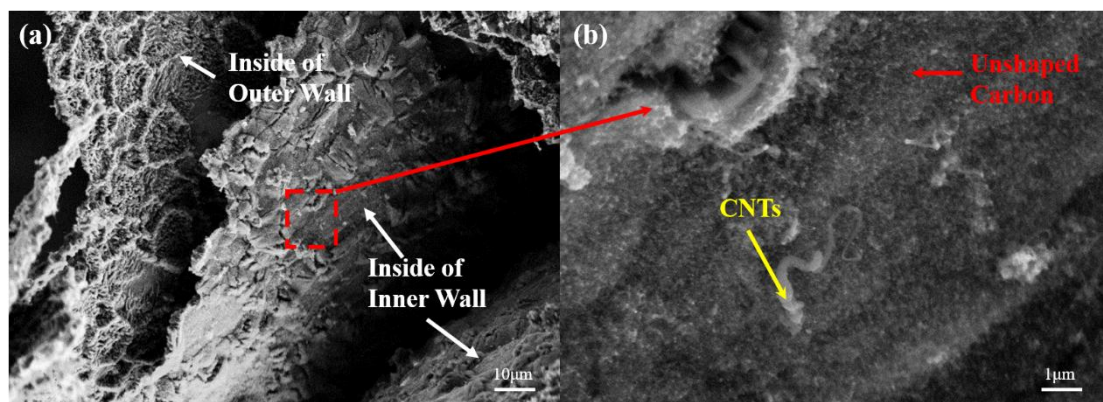 (a)
Inside of
Outer Wall
Inside of
Inner Wall
10μm
(b)
Unshaped
Carbon
CNTs
1μm